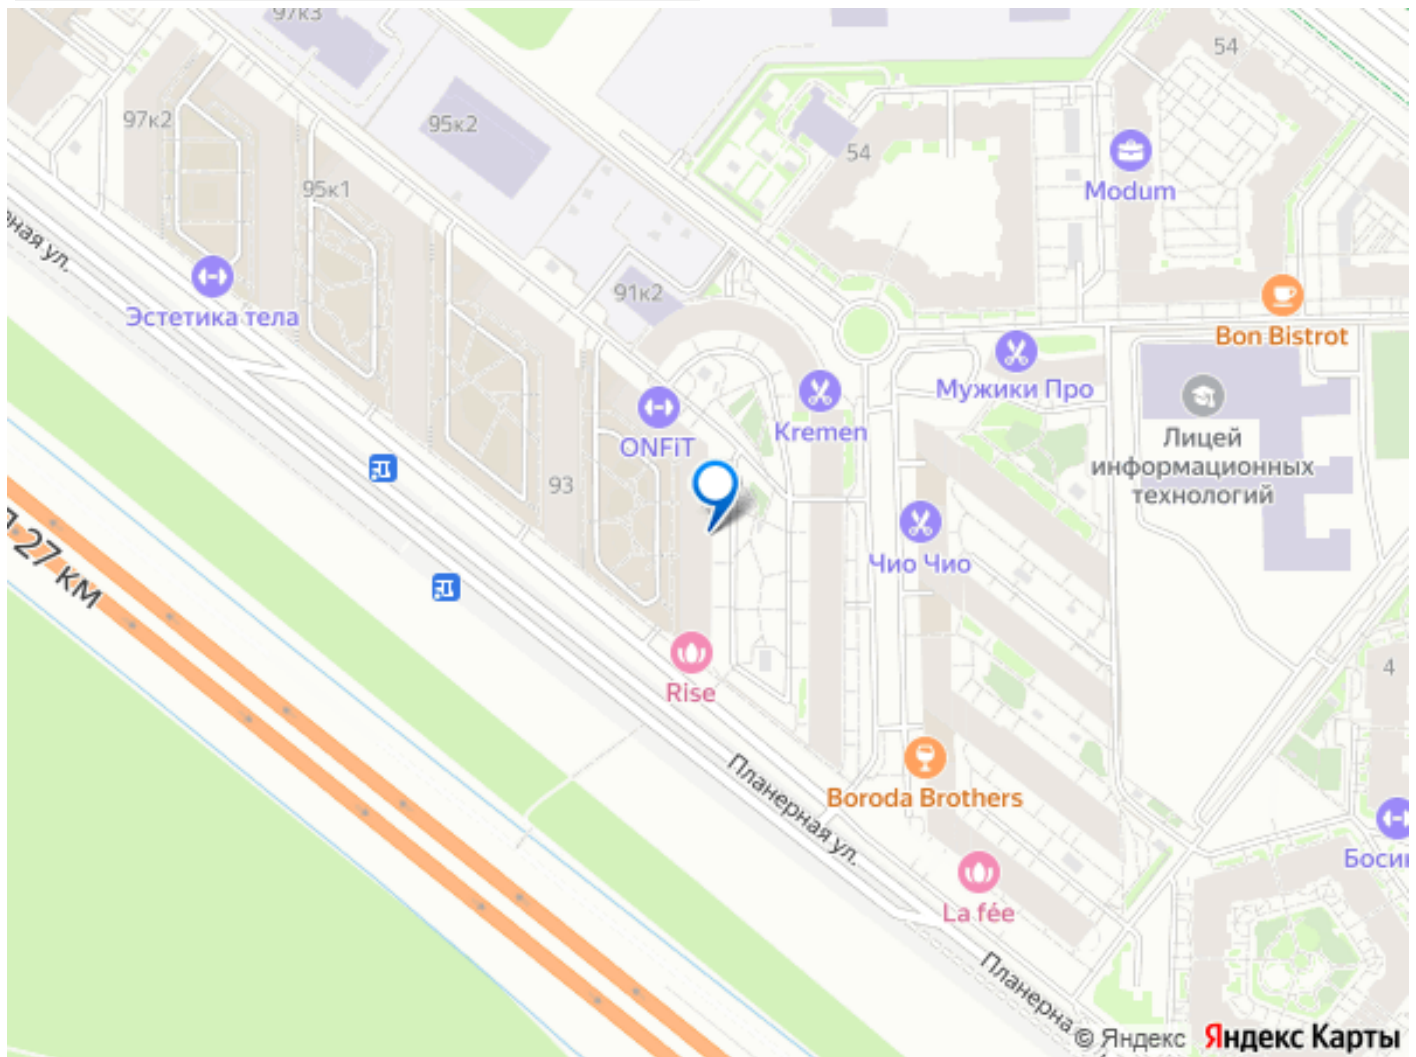 97к3
54
97к2
95к2
54
Modum
95к1
ная ул.
Эстетика тела
91к2
Bon Bistrot
Мужики Про
Kremen
ONFiT
Лицей
информационных
технологий
93
27 км
Чио Чио
Rise
4
Планерная ул.
Boroda Brothers
Боси
La fée
Планерна
© Яндекс Яндекс Карты